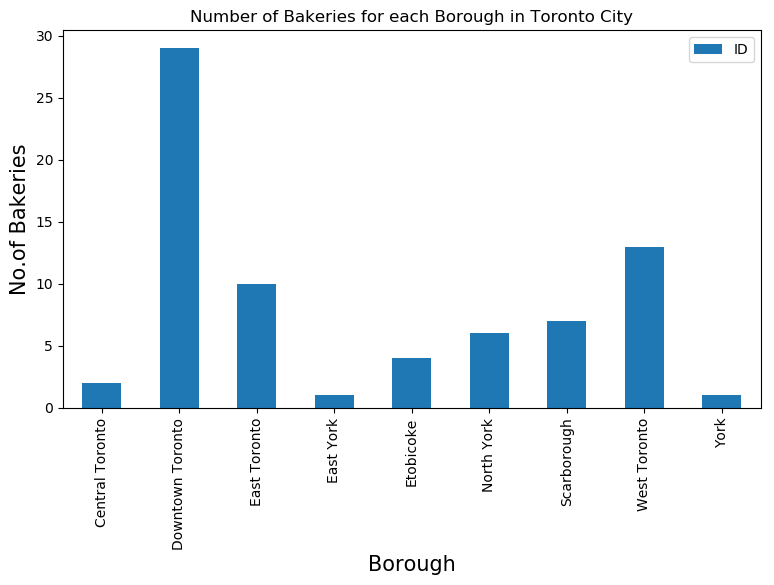 Number of Bakeries for each Borough in Toronto City
ID
No.of Bakeries
30
25
20
15
10
5
0
Central Toronto
Downtown Toronto
East Toronto
East York
Etobicoke
North York
Scarborough
West Toronto
York
Borough